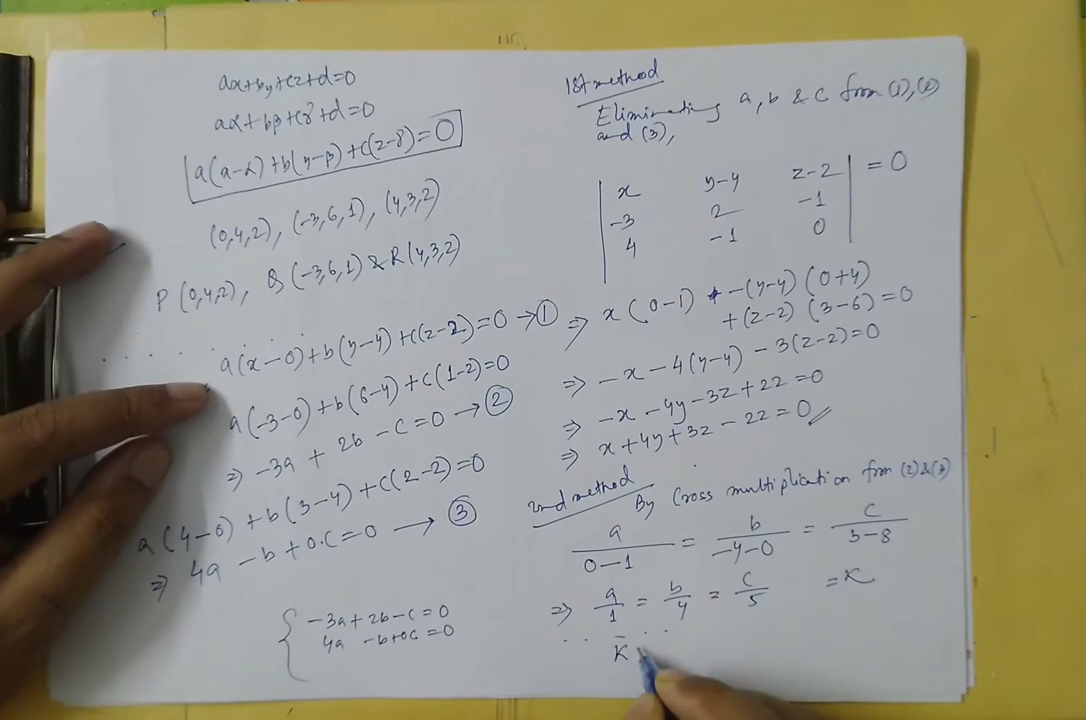 ax+by+cz+d=0
aα+bβ+cγ+d=0
a(a-α)+b(y-β)+c(z-8)=0
(0,4,2), (-3,6,1), (4,3,2)
P (0,4,2), Q (-3,6,1) & R(4,3,2)
a(x-0)+b(y-4)+c(z-2)=0 → ①
a(-3-0)+b(6-4)+c(1-2)=0
⇒ -3a + 2b - c=0 → ②
a(4-0)+b(3-4)+c(2-2)=0
⇒ 4a - b + 0.c=0 → ③
-3a+2b-c=0
4a -b+0c=0
1st method
Eliminating a, b & c from (1), (2)
and (3),
| x y-4 z-2 | = 0
-3 2 -1
4 -1 0
⇒ x(0-1) -(y-4)(0+4)
+(z-2)(3-6)=0
⇒ -x-4(y-4)-3(z-2)=0
⇒ -x-4y-3z+22=0
⇒ x+4y+3z-22=0
2nd method
By Cross multiplication from (2)&(3)
a/(0-1) = b/(-4-0) = c/(3-8)
⇒ a/1 = b/4 = c/5 =K
K